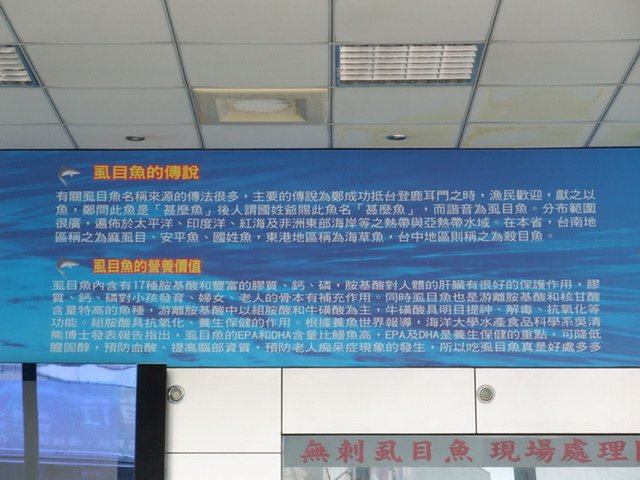 虱目魚的傳說
有關虱目魚名稱來源的傳法很多，主要的傳說為鄭成功抵台登鹿耳門之時，漁民歡迎，獻之以
魚，鄭問此魚是「甚麼魚」後人謂國姓爺賜此魚名「甚麼魚」，而諧音為虱目魚。分布範圍
很廣，遍佈於太平洋、印度洋、紅海及非洲東部海岸等之熱帶與亞熱帶水域。在本省，台南地
區稱之為麻虱目、安平魚、國姓魚，東港地區稱為海草魚，台中地區則稱之為殺目魚。
虱目魚的營養價值
虱目魚內含有17種胺基酸和豐富的膠質、鈣、磷，胺基酸對人體的肝臟有很好的保護作用，膠
質、鈣、磷對小孩發育、婦女、老人的骨本有補充作用。同時虱目魚也是游離胺基酸和核甘酸
含量特高的魚種，游離胺基酸中以組胺酸和牛磺酸為主，牛磺酸具明目提神、解毒、抗氧化等
功能。組胺酸具抗氧化、養生保健的作用。根據養魚世界報導，海洋大學水產食品科學系吳清
熊博士發表報告指出，虱目魚的EPA和DHA含量比鰻魚高，EPA及DHA是養生保健的重點，可降低
膽固醇，預防血酸、提高腦部資質，預防老人痴呆症現象的發生，所以吃虱目魚真是好處多多
無刺虱目魚 現場處理